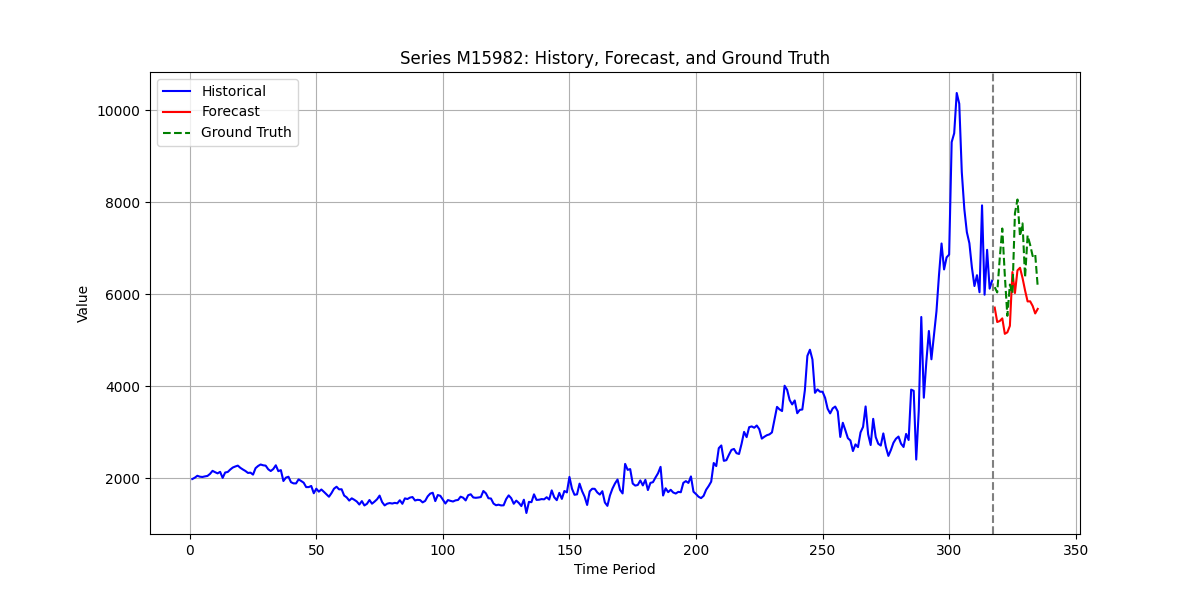 Series M15982: History, Forecast, and Ground Truth
Historical
Forecast
Ground Truth
10000
8000
6000
4000
2000
Value
0 50 100 150 200 250 300 350
Time Period